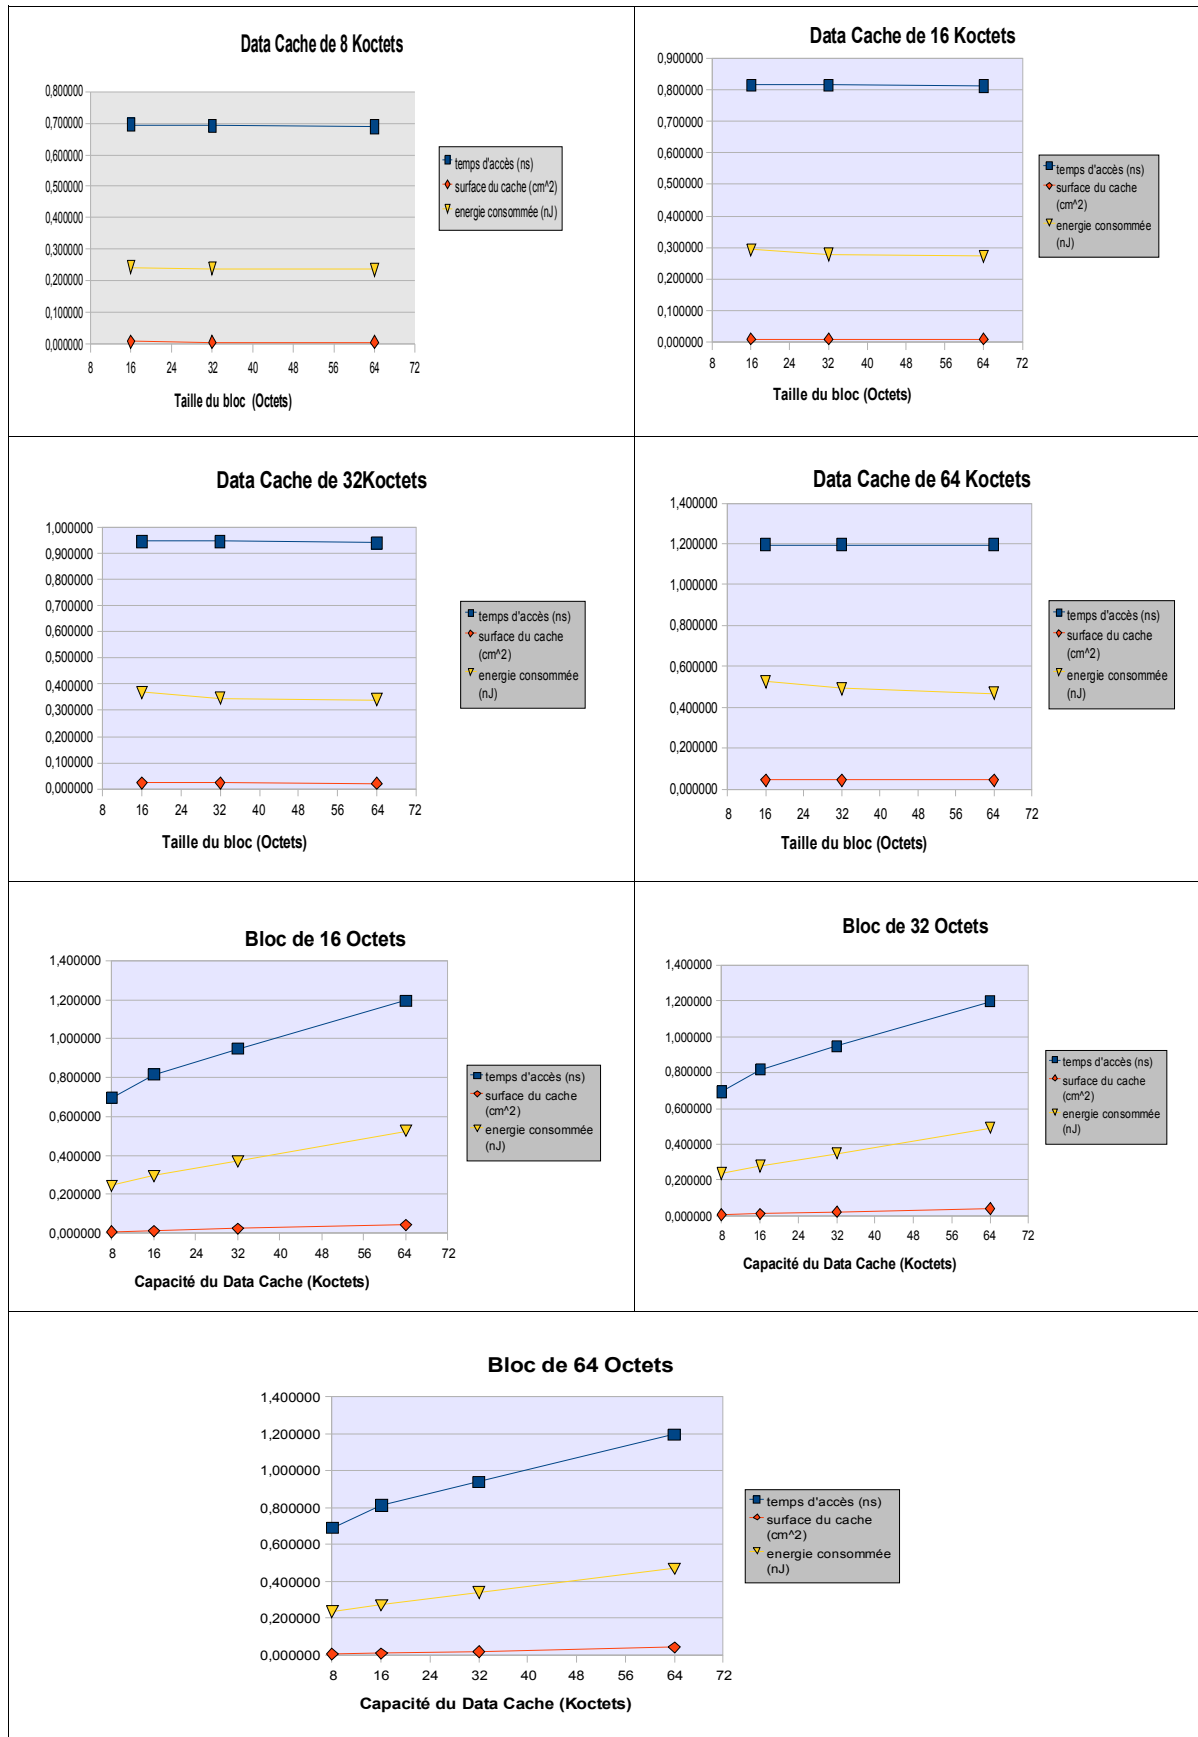 Data Cache de 8 Koctets
0,800000
0,700000
0,600000
0,500000
0,400000
0,300000
0,200000
0,100000
0,000000
8 16 24 32 40 48 56 64 72
Taille du bloc (Octets)
temps d'accès (ns)
surface du cache (cm^2)
energie consommée (nJ)
Data Cache de 16 Koctets
0,900000
0,800000
0,700000
0,600000
0,500000
0,400000
0,300000
0,200000
0,100000
0,000000
8 16 24 32 40 48 56 64 72
Taille du bloc (Octets)
temps d'accès (ns)
surface du cache
(cm^2)
energie consommée
(nJ)
Data Cache de 32Koctets
1,000000
0,900000
0,800000
0,700000
0,600000
0,500000
0,400000
0,300000
0,200000
0,100000
0,000000
8 16 24 32 40 48 56 64 72
Taille du bloc (Octets)
temps d'accès (ns)
surface du cache
(cm^2)
energie consommée
(nJ)
Data Cache de 64 Koctets
1,400000
1,200000
1,000000
0,800000
0,600000
0,400000
0,200000
0,000000
8 16 24 32 40 48 56 64 72
Taille du bloc (Octets)
temps d'accès (ns)
surface du cache
(cm^2)
energie consommée
(nJ)
Bloc de 16 Octets
1,400000
1,200000
1,000000
0,800000
0,600000
0,400000
0,200000
0,000000
8 16 24 32 40 48 56 64 72
Capacité du Data Cache (Koctets)
temps d'accès (ns)
surface du cache
(cm^2)
energie consommée
(nJ)
Bloc de 32 Octets
1,400000
1,200000
1,000000
0,800000
0,600000
0,400000
0,200000
0,000000
8 16 24 32 40 48 56 64 72
Capacité du Data Cache (Koctets)
temps d'accès (ns)
surface du cache
(cm^2)
energie consommée
(nJ)
Bloc de 64 Octets
1,400000
1,200000
1,000000
0,800000
0,600000
0,400000
0,200000
0,000000
8 16 24 32 40 48 56 64 72
Capacité du Data Cache (Koctets)
temps d'accès (ns)
surface du cache
(cm^2)
energie consommée
(nJ)